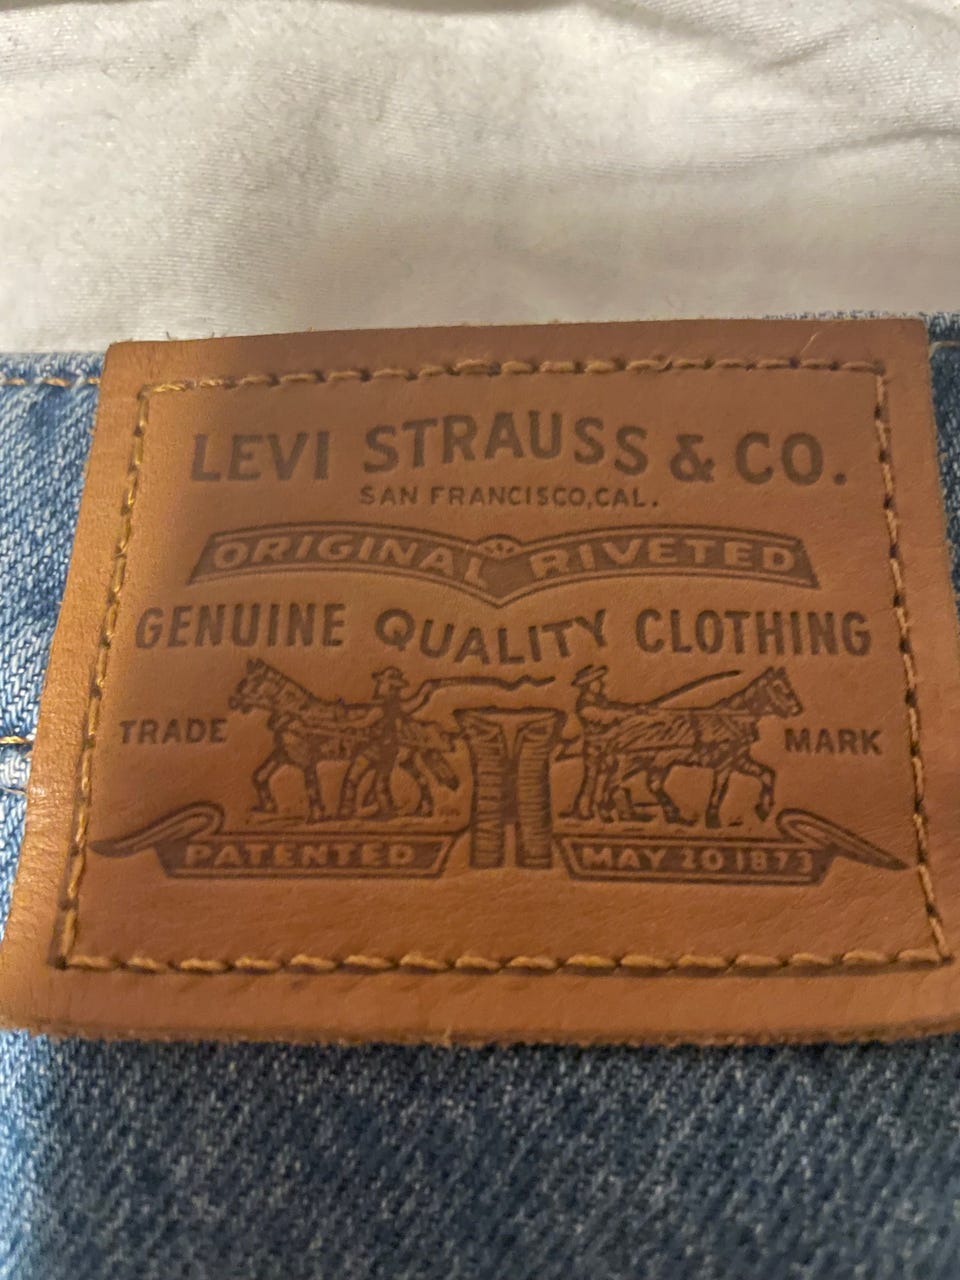 LEVI STRAUSS & CO.
SAN FRANCISCO, CAL.
ORIGINAL RIVETED
GENUINE QUALITY CLOTHING
TRADE MARK
PATENTED MAY 20 1873